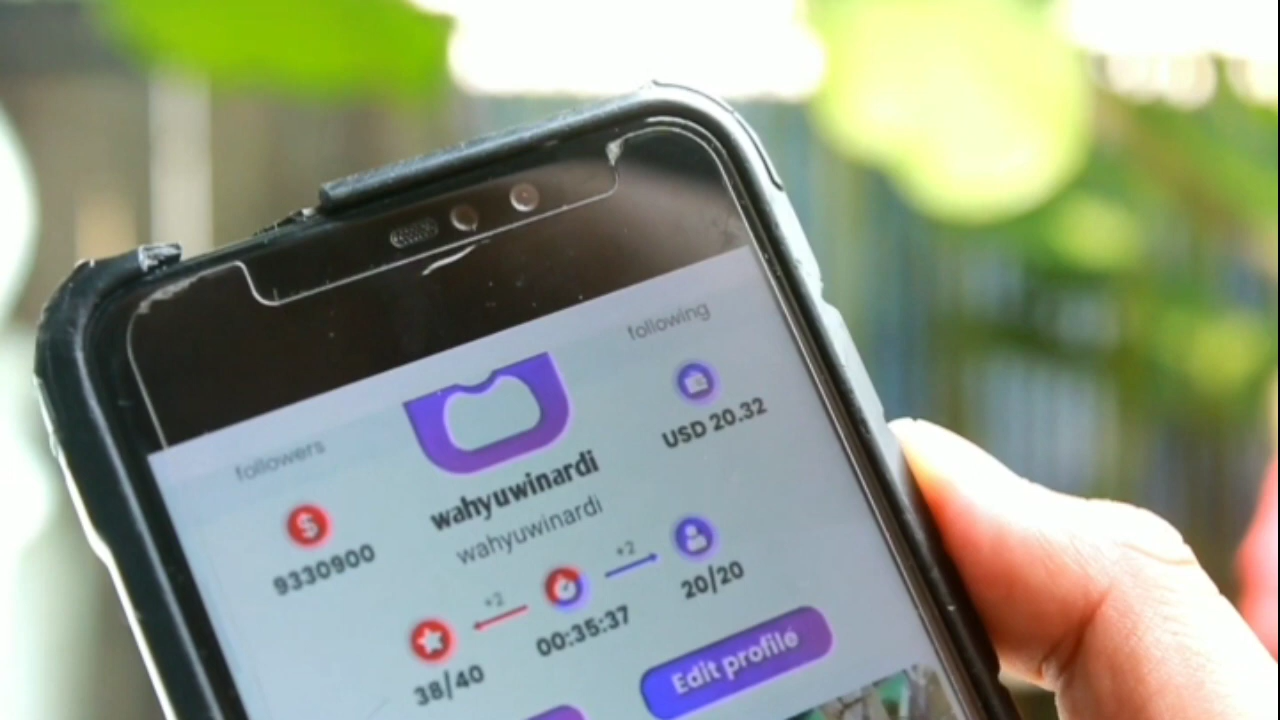 followers
following
USD 20.32
wahyuwinardi
wahyuwinardi
9330900
+2
+2
20/20
00:35:37
38/40
Edit profile